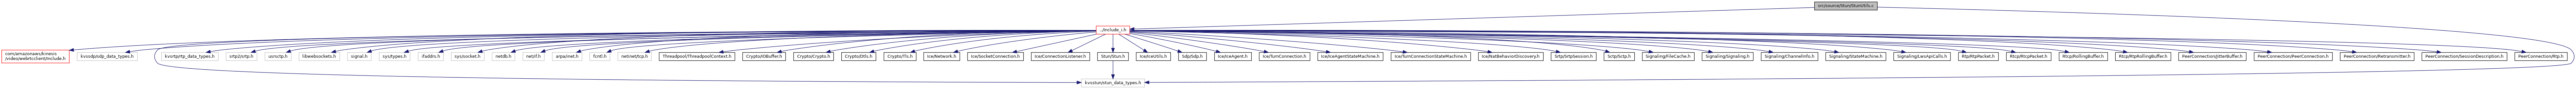 src/source/Stun/StunUtils.c
../Include_i.h
com/amazonaws/kinesis
/video/webrtcclient/Include.h
kvssdp/sdp_data_types.h
kvsrtp/rtp_data_types.h
srtp2/srtp.h
usrsctp.h
libwebsockets.h
signal.h
sys/types.h
ifaddrs.h
sys/socket.h
netdb.h
net/if.h
arpa/inet.h
fcntl.h
netinet/tcp.h
Threadpool/ThreadpoolContext.h
Crypto/IOBuffer.h
Crypto/Crypto.h
Crypto/Dtls.h
Crypto/Tls.h
Ice/Network.h
Ice/SocketConnection.h
Ice/ConnectionListener.h
Stun/Stun.h
Ice/IceUtils.h
Sdp/Sdp.h
Ice/IceAgent.h
Ice/TurnConnection.h
Ice/IceAgentStateMachine.h
Ice/TurnConnectionStateMachine.h
Ice/NatBehaviorDiscovery.h
Srtp/SrtpSession.h
Sctp/Sctp.h
Signaling/FileCache.h
Signaling/Signaling.h
Signaling/ChannelInfo.h
Signaling/StateMachine.h
Signaling/LwsApiCalls.h
Rtp/RtpPacket.h
Rtcp/RtcpPacket.h
Rtcp/RollingBuffer.h
Rtcp/RtpRollingBuffer.h
PeerConnection/JitterBuffer.h
PeerConnection/PeerConnection.h
PeerConnection/Retransmitter.h
PeerConnection/SessionDescription.h
PeerConnection/Rtp.h
kvsstun/stun_data_types.h